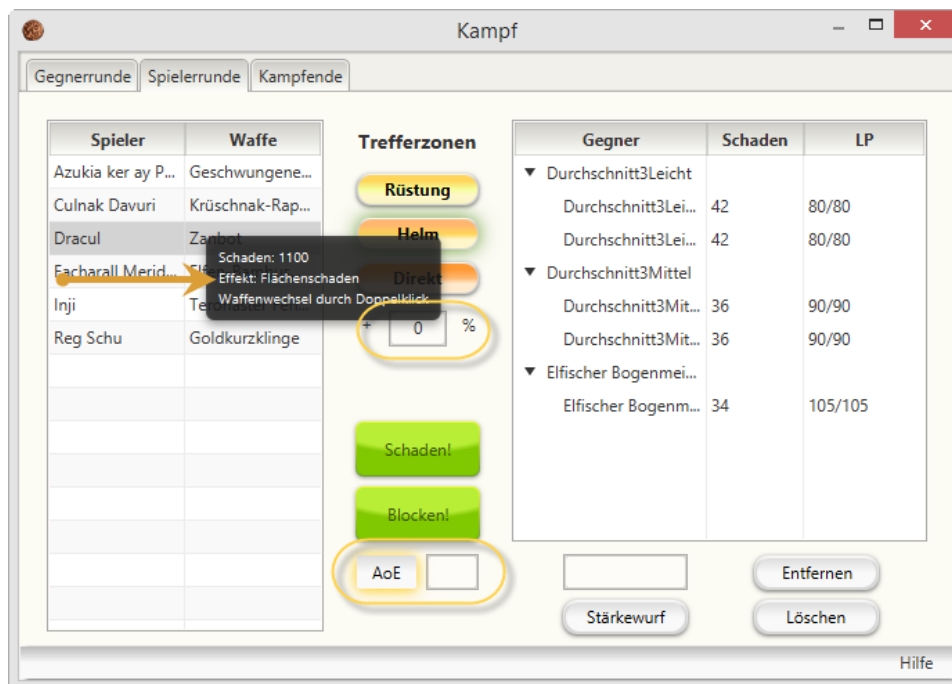 Kampf
Gegnerrunde Spielerrunde Kampfende
Spieler Waffe
Azukia ker ay P... Geschwungene...
Culnak Davuri Krüschnak-Rap...
Dracul Zanbot
Facharall Merid...
Inji
Reg Schu Goldkurzklinge
Schaden: 1100
Effekt: Flächenschaden
Waffenwechsel durch Doppelklick
Trefferzonen
Rüstung
Helm
Direkt
+ 0 %
Schaden!
Blocken!
AoE
Gegner Schaden LP
Durchschnitt3Leicht
Durchschnitt3Lei... 42 80/80
Durchschnitt3Lei... 42 80/80
Durchschnitt3Mittel
Durchschnitt3Mit... 36 90/90
Durchschnitt3Mit... 36 90/90
Elfischer Bogenmei...
Elfischer Bogenm... 34 105/105
Entfernen
Stärkewurf Löschen
Hilfe